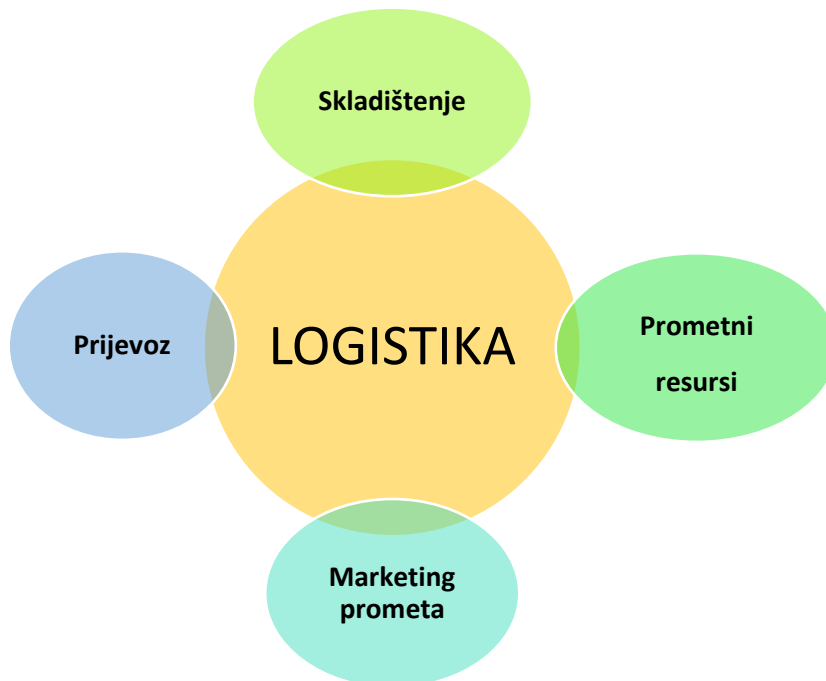 Skladištenje
Prijevoz
LOGISTIKA
Prometni
resursi
Marketing
prometa